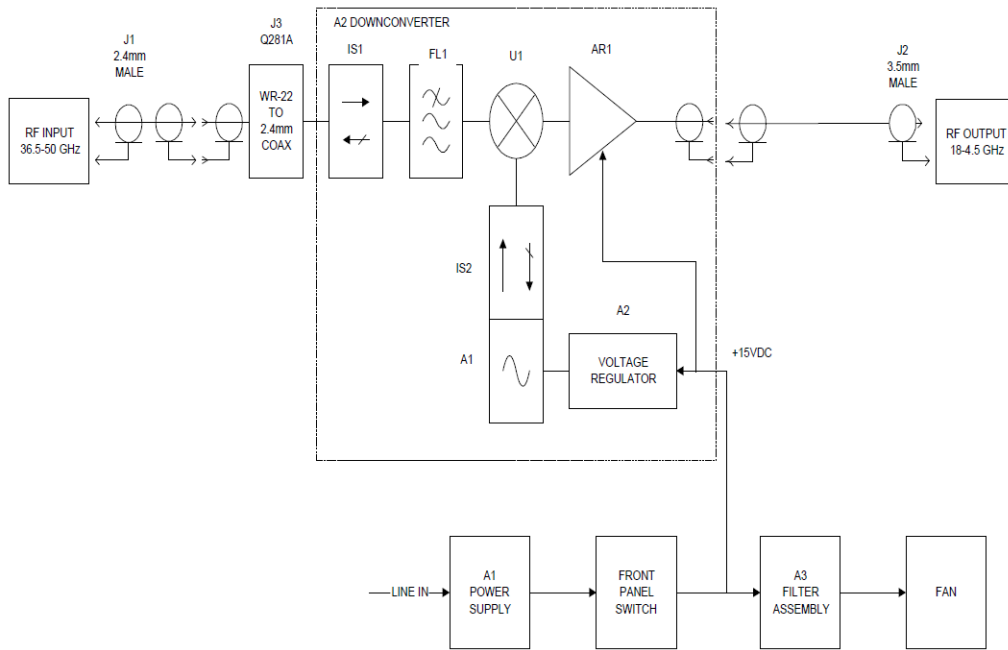 J1
2.4mm
MALE
J3
Q281A
A2 DOWNCONVERTER
IS1
FL1
U1
AR1
J2
3.5mm
MALE
RF INPUT
36.5-50 GHz
WR-22
TO
2.4mm
COAX
RF OUTPUT
18-4.5 GHz
IS2
A1
A2
VOLTAGE
REGULATOR
+15VDC
LINE IN
A1
POWER
SUPPLY
FRONT
PANEL
SWITCH
A3
FILTER
ASSEMBLY
FAN